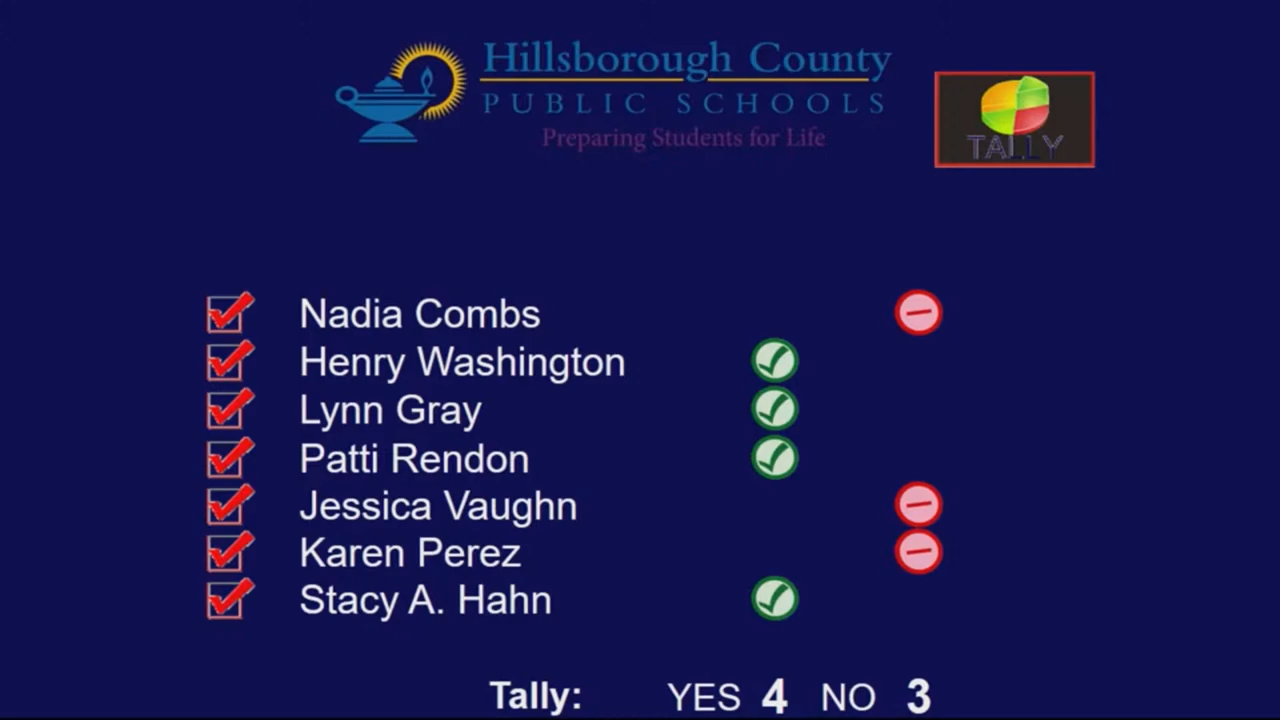 Hillsborough County
PUBLIC SCHOOLS
Preparing Students for Life
TALLY
Nadia Combs
Henry Washington
Lynn Gray
Patti Rendon
Jessica Vaughn
Karen Perez
Stacy A. Hahn
Tally: YES 4 NO 3